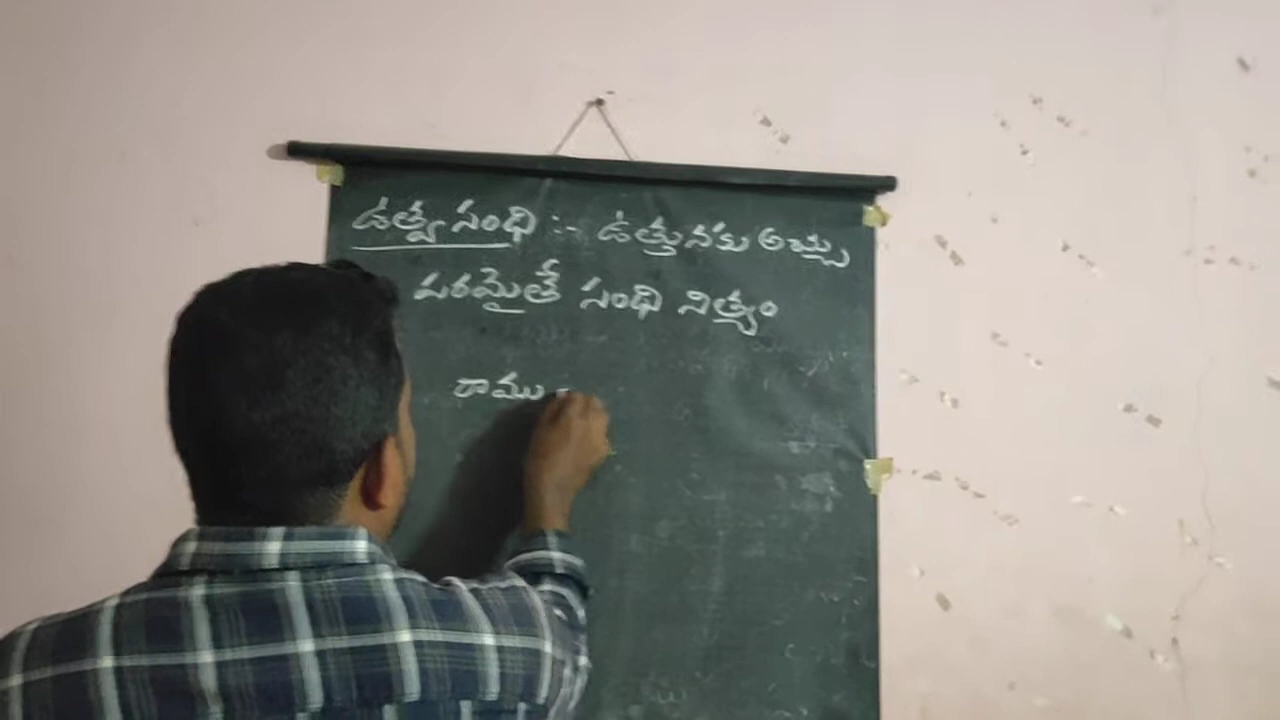 ఉత్వ సంధి :- ఉత్తునకు అచ్చు
పరమైతే సంధి నిత్యం
రాము